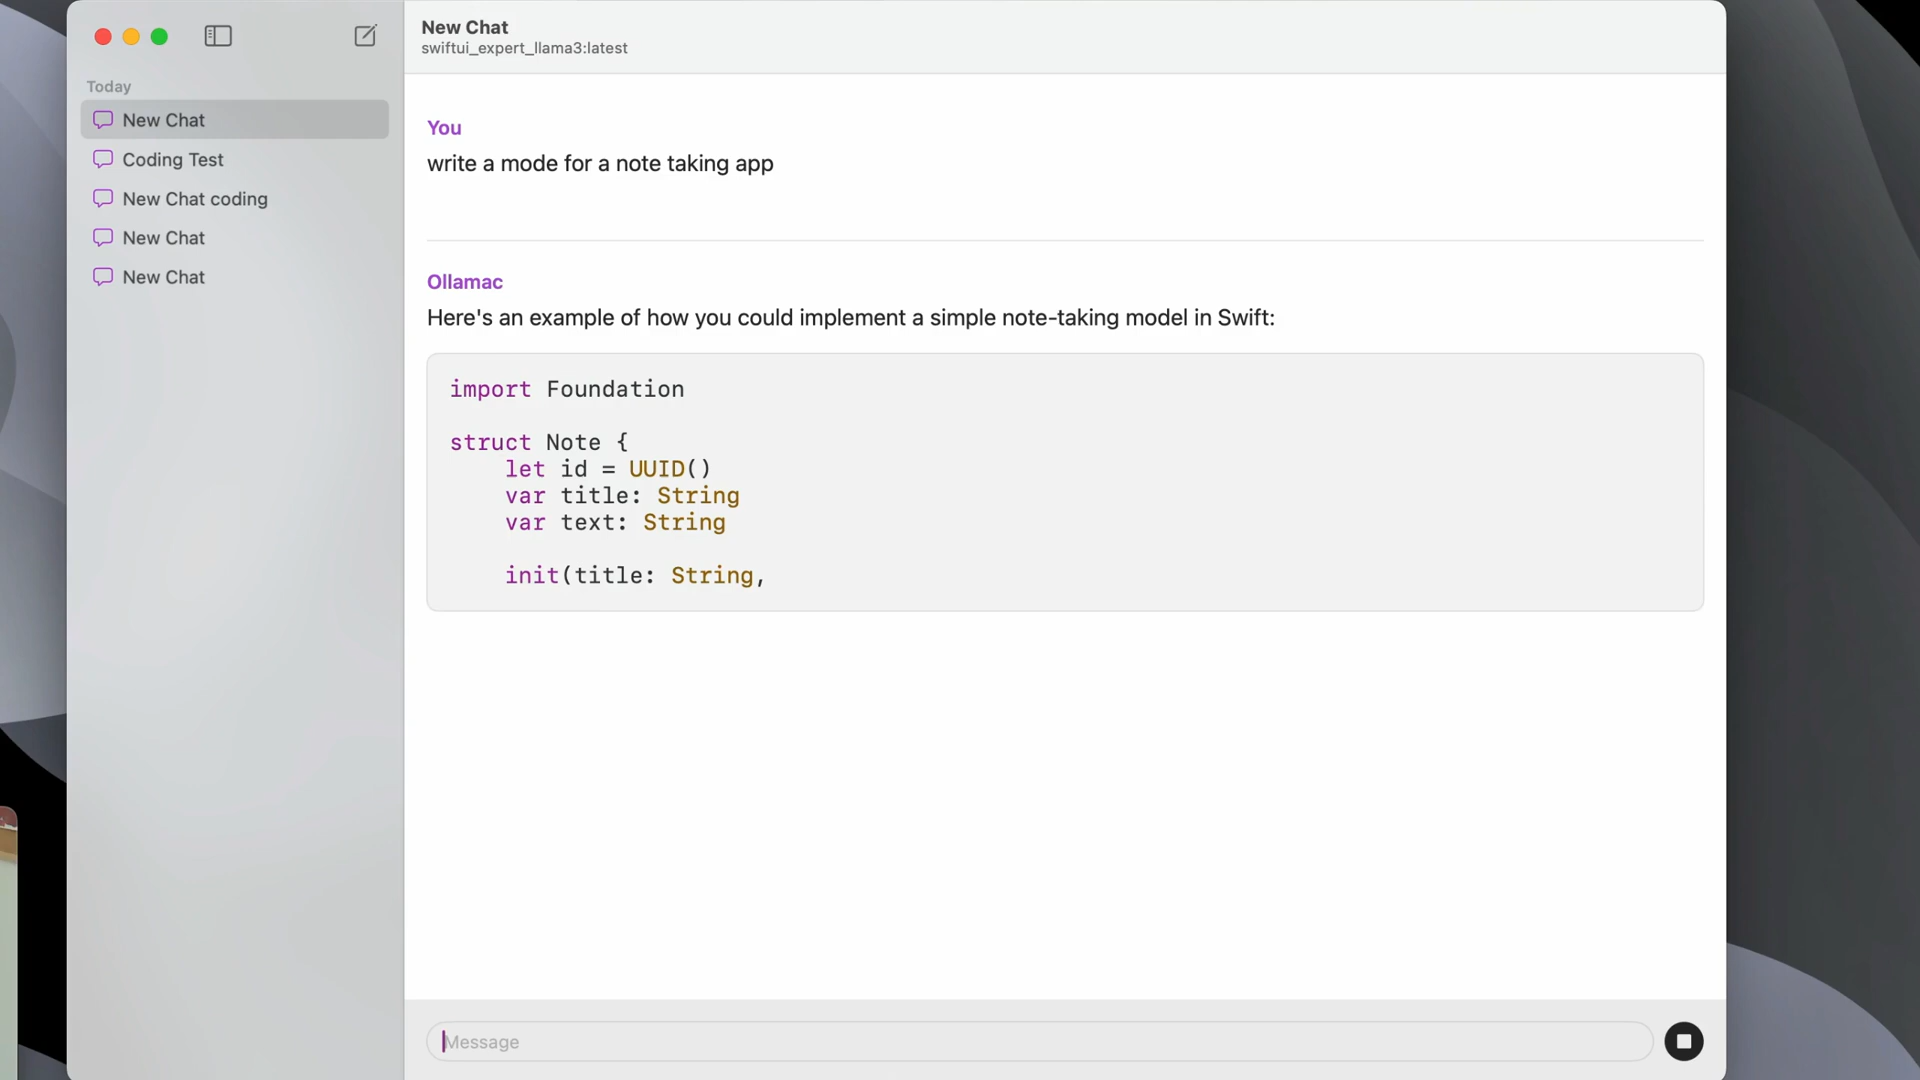 New Chat
swiftui_expert_llama3:latest
Today
New Chat
Coding Test
New Chat coding
New Chat
New Chat
You
write a mode for a note taking app
Ollamac
Here's an example of how you could implement a simple note-taking model in Swift:
import Foundation
struct Note {
    let id = UUID()
    var title: String
    var text: String
    init(title: String,
Message